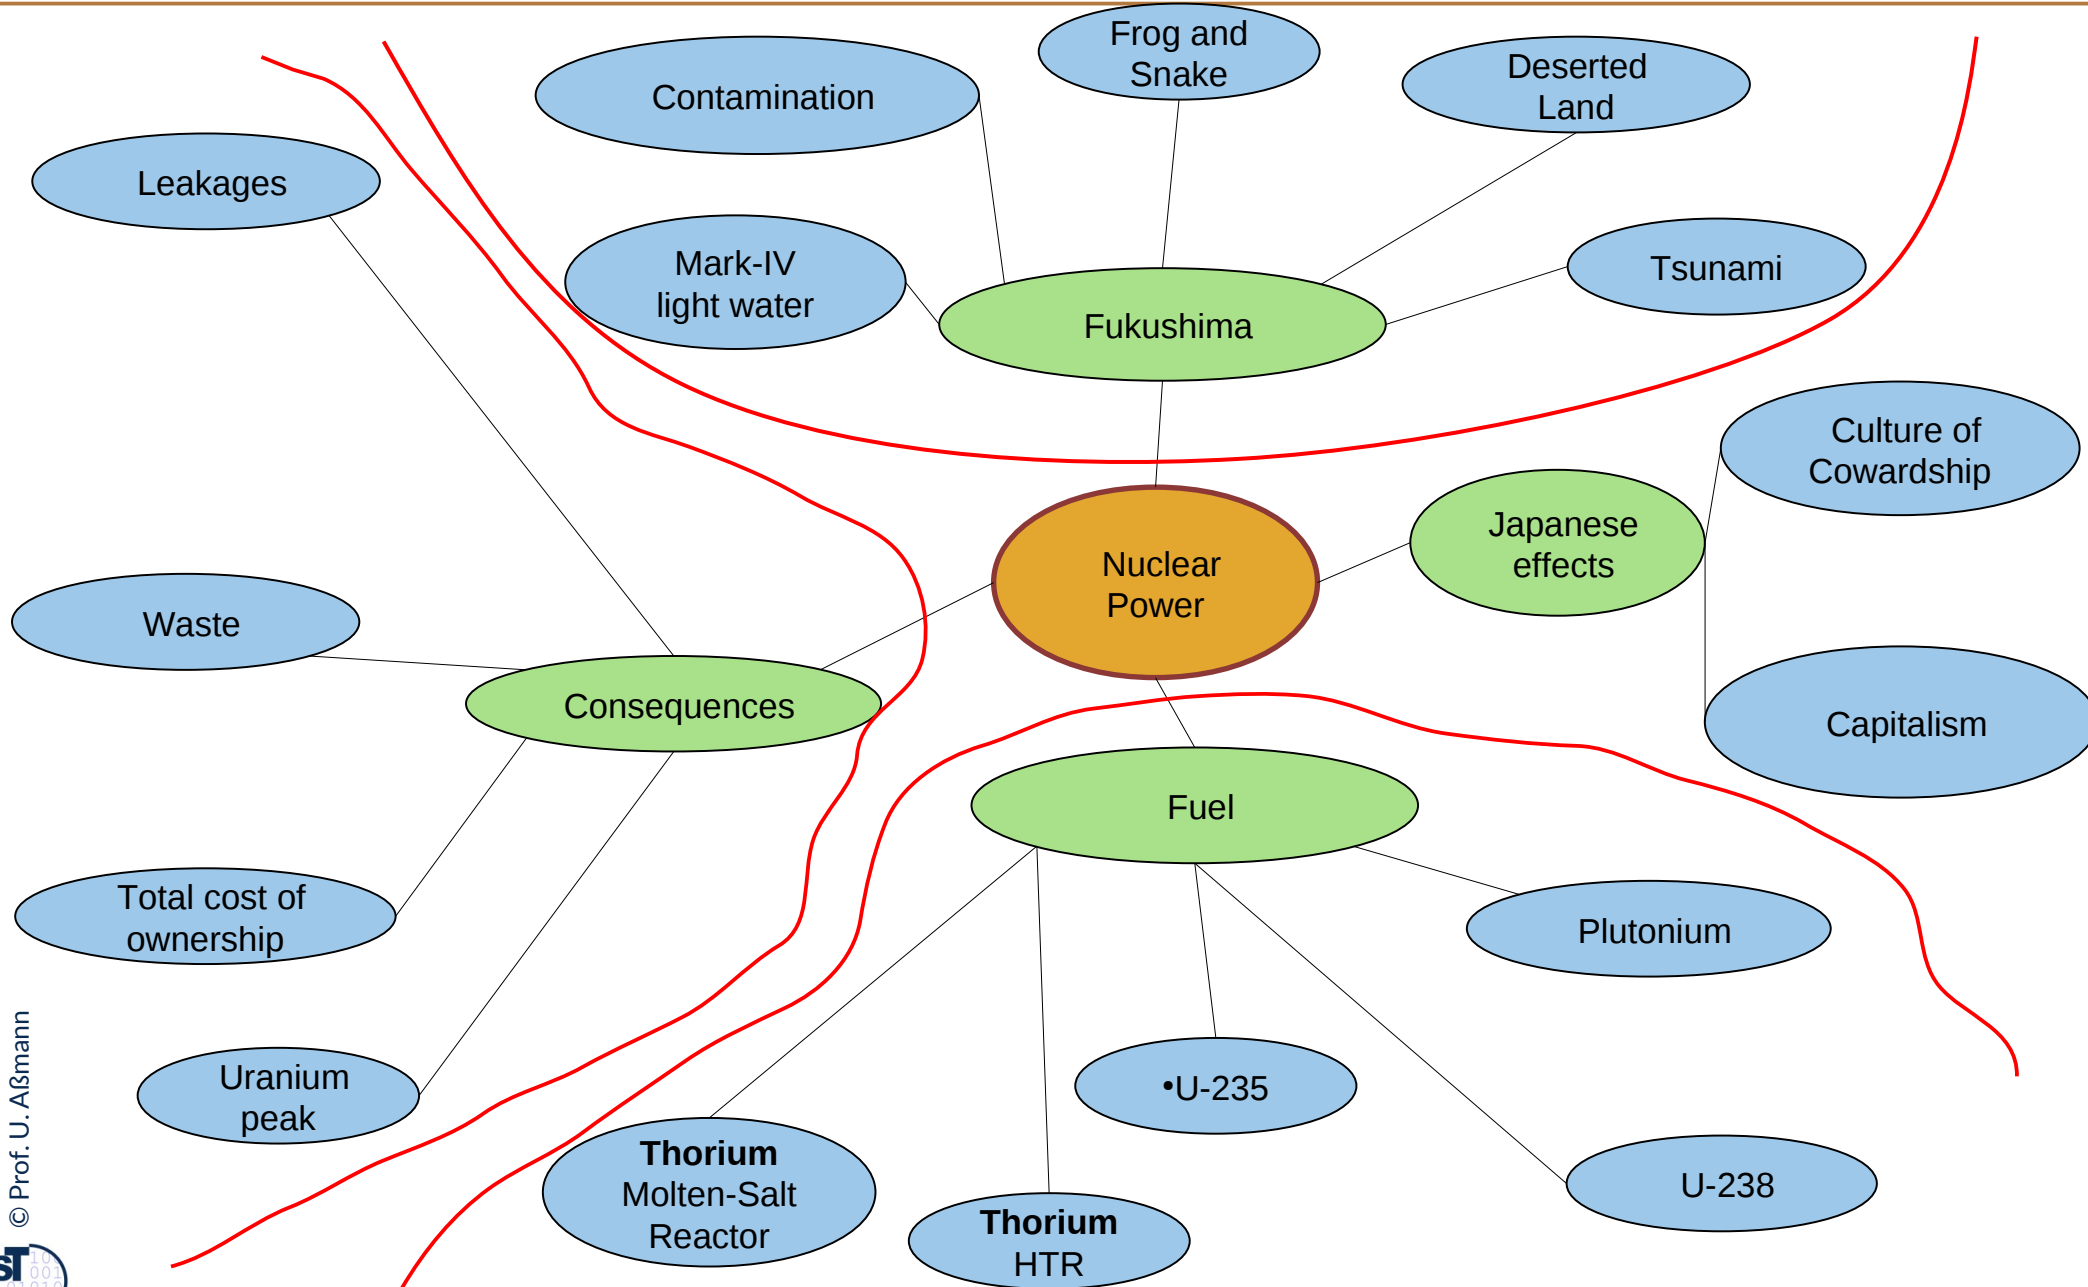 Frog and
Snake
Contamination
Deserted
Land
Leakages
Mark-IV
light water
Tsunami
Fukushima
Culture of
Cowardship
Japanese
effects
Nuclear
Power
Waste
Consequences
Capitalism
Fuel
Total cost of
ownership
Plutonium
Uranium
peak
•U-235
Thorium
Molten-Salt
Reactor
U-238
Thorium
HTR
© Prof. U. Aßmann
ST